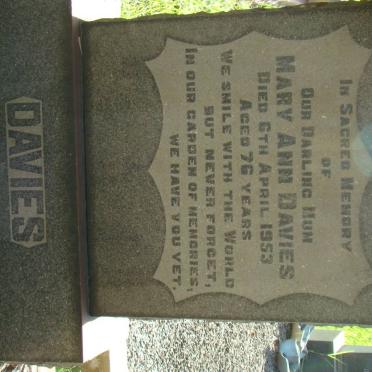 In Sacred Memory
of
Our Darling Mum
Mary Ann Davies
Died 6th April 1953
Aged 76 years
We smile with the World
but never forget,
In our garden of memories,
we have you yet.
DAVIES